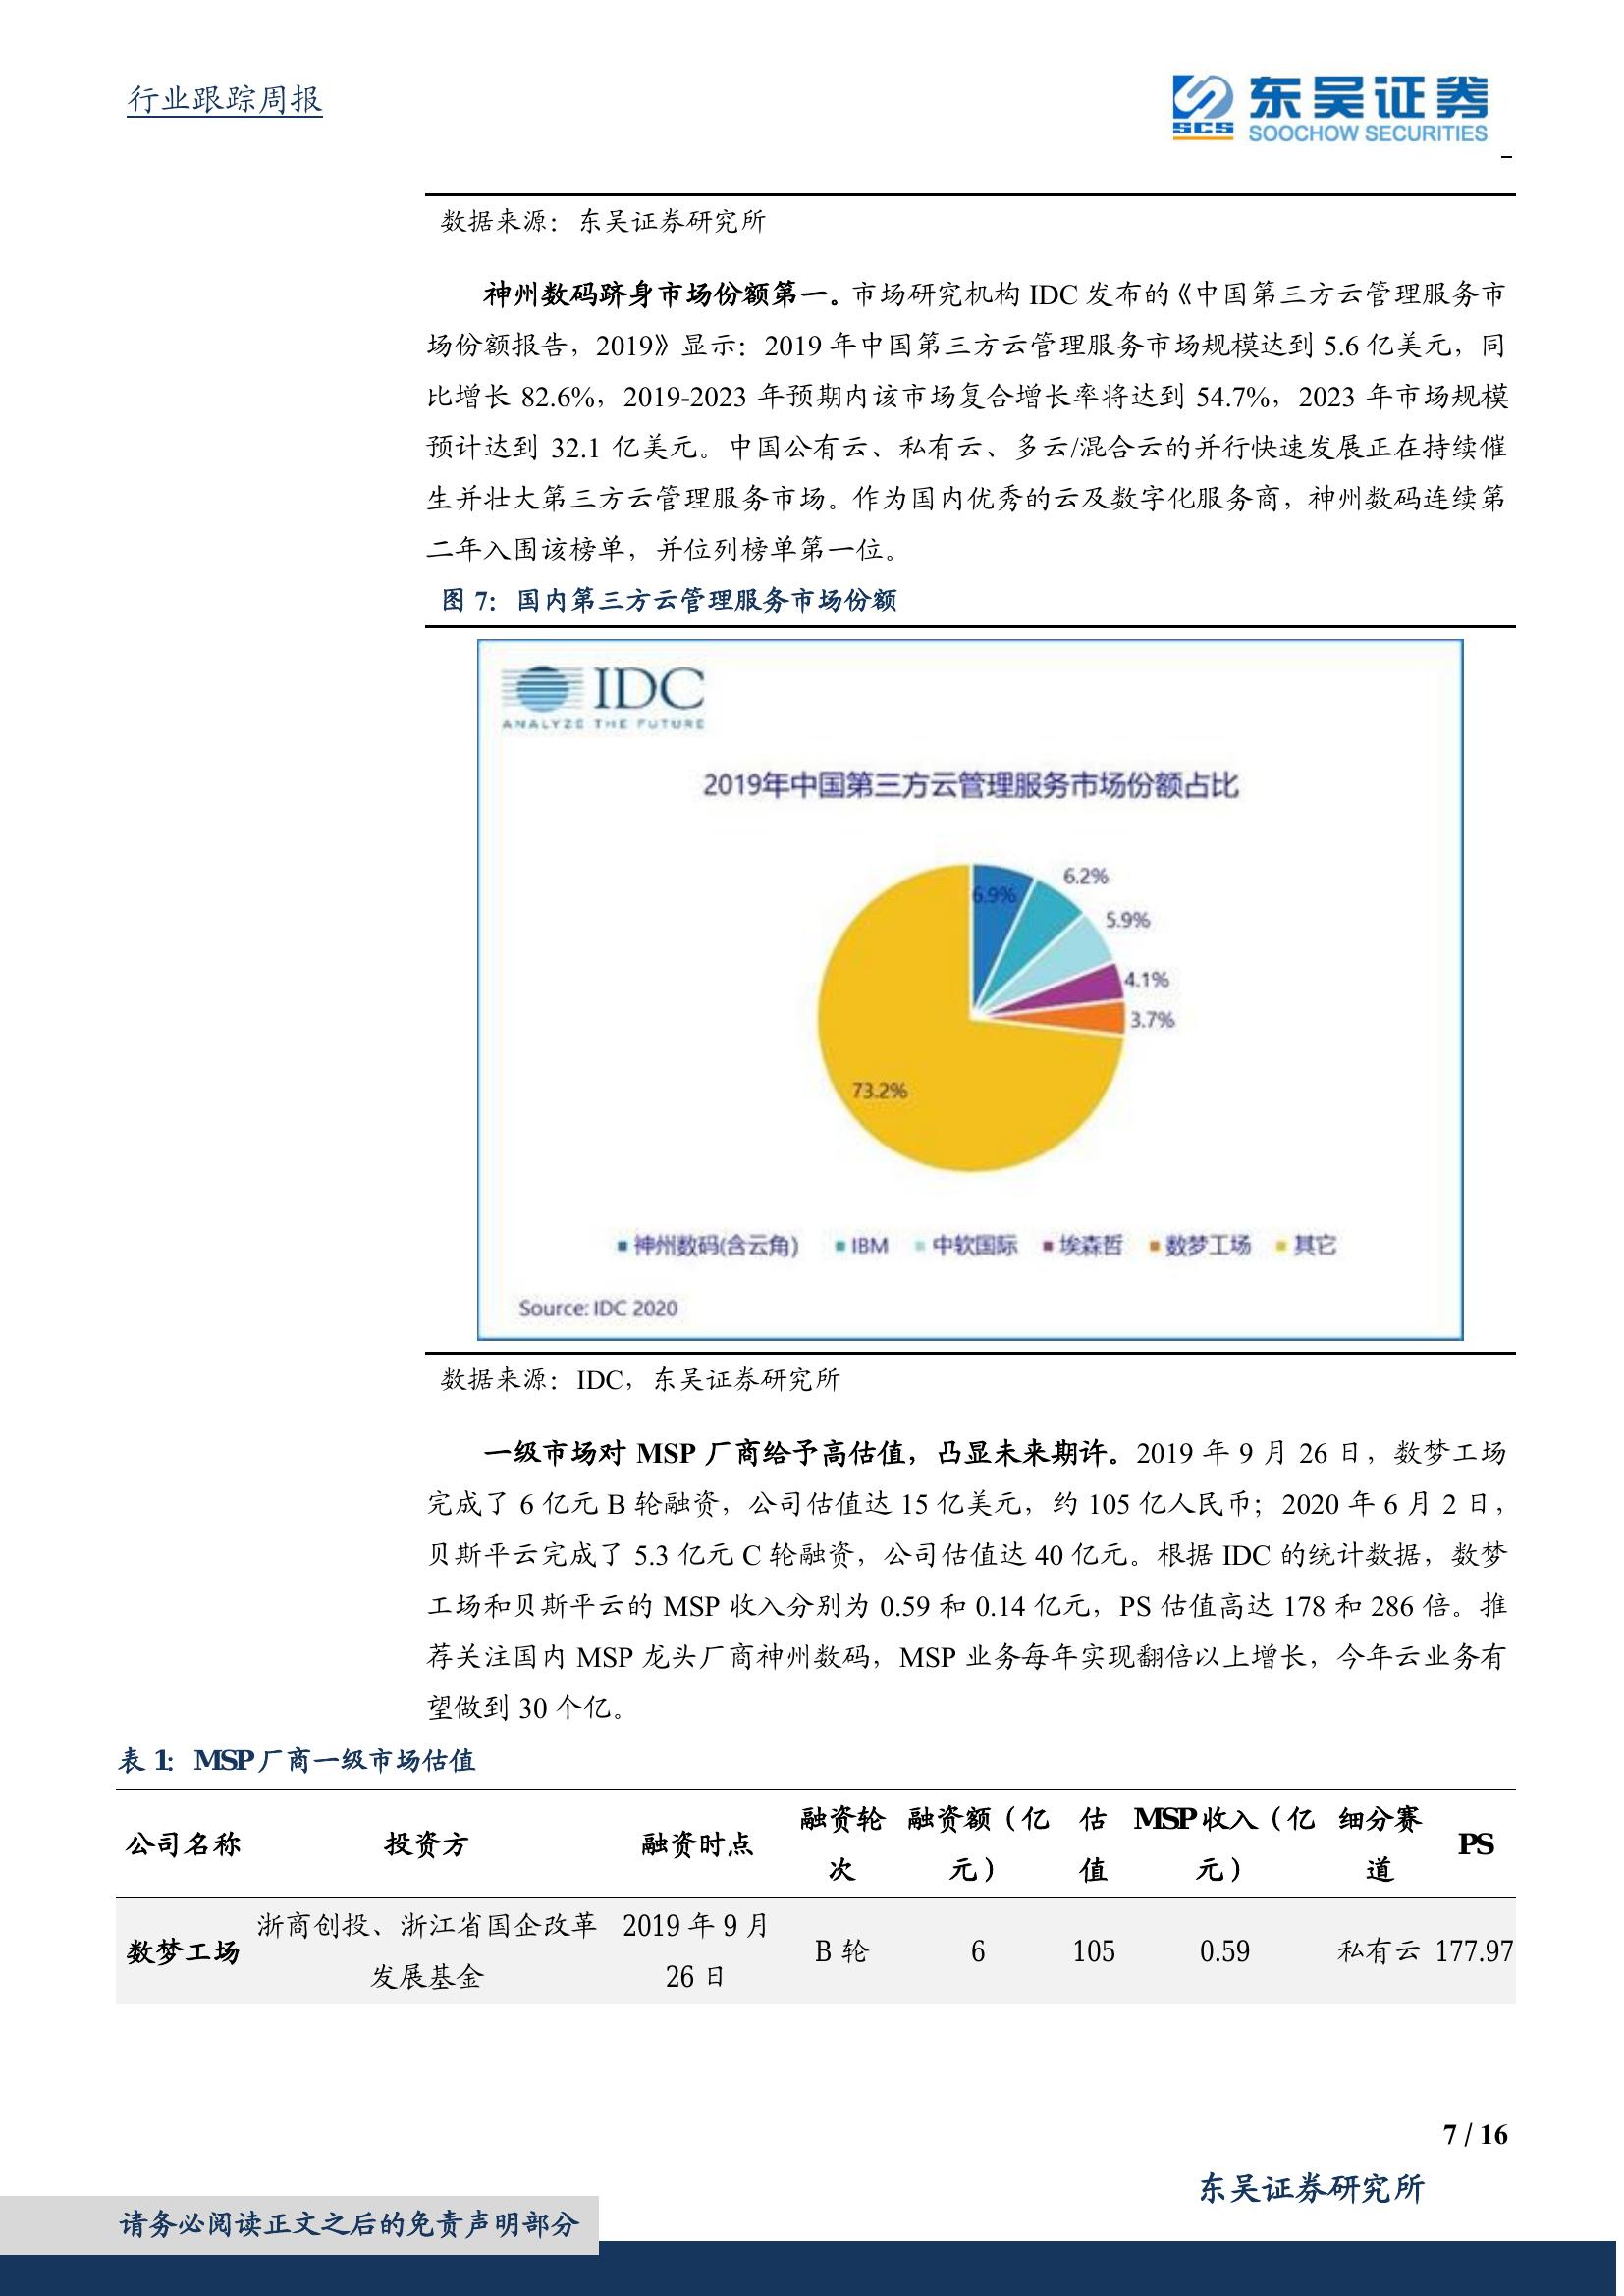 行业跟踪周报
SCS
东吴证券
SOOCHOW SECURITIES
数据来源：东吴证券研究所
神州数码跻身市场份额第一。市场研究机构 IDC 发布的《中国第三方云管理服务市
场份额报告，2019》显示：2019 年中国第三方云管理服务市场规模达到 5.6 亿美元，同
比增长 82.6%，2019-2023 年预期内该市场复合增长率将达到 54.7%，2023 年市场规模
预计达到 32.1 亿美元。中国公有云、私有云、多云/混合云的并行快速发展正在持续催
生并壮大第三方云管理服务市场。作为国内优秀的云及数字化服务商，神州数码连续第
二年入围该榜单，并位列榜单第一位。
图 7：国内第三方云管理服务市场份额
IDC
ANALYZE THE FUTURE
2019年中国第三方云管理服务市场份额占比
6.9%
6.2%
5.9%
4.1%
3.7%
73.2%
神州数码(含云角) IBM 中软国际 埃森哲 数梦工场 其它
Source: IDC 2020
数据来源：IDC，东吴证券研究所
一级市场对 MSP 厂商给予高估值，凸显未来期许。2019 年 9 月 26 日，数梦工场
完成了 6 亿元 B 轮融资，公司估值达 15 亿美元，约 105 亿人民币；2020 年 6 月 2 日，
贝斯平云完成了 5.3 亿元 C 轮融资，公司估值达 40 亿元。根据 IDC 的统计数据，数梦
工场和贝斯平云的 MSP 收入分别为 0.59 和 0.14 亿元，PS 估值高达 178 和 286 倍。推
荐关注国内 MSP 龙头厂商神州数码，MSP 业务每年实现翻倍以上增长，今年云业务有
望做到 30 个亿。
表 1：MSP 厂商一级市场估值
公司名称 投资方 融资时点 融资轮次 融资额（亿元） 估值 MSP 收入（亿元） 细分赛道 PS
数梦工场 浙商创投、浙江省国企改革发展基金 2019 年 9 月 26 日 B 轮 6 105 0.59 私有云 177.97
7 / 16
东吴证券研究所
请务必阅读正文之后的免责声明部分